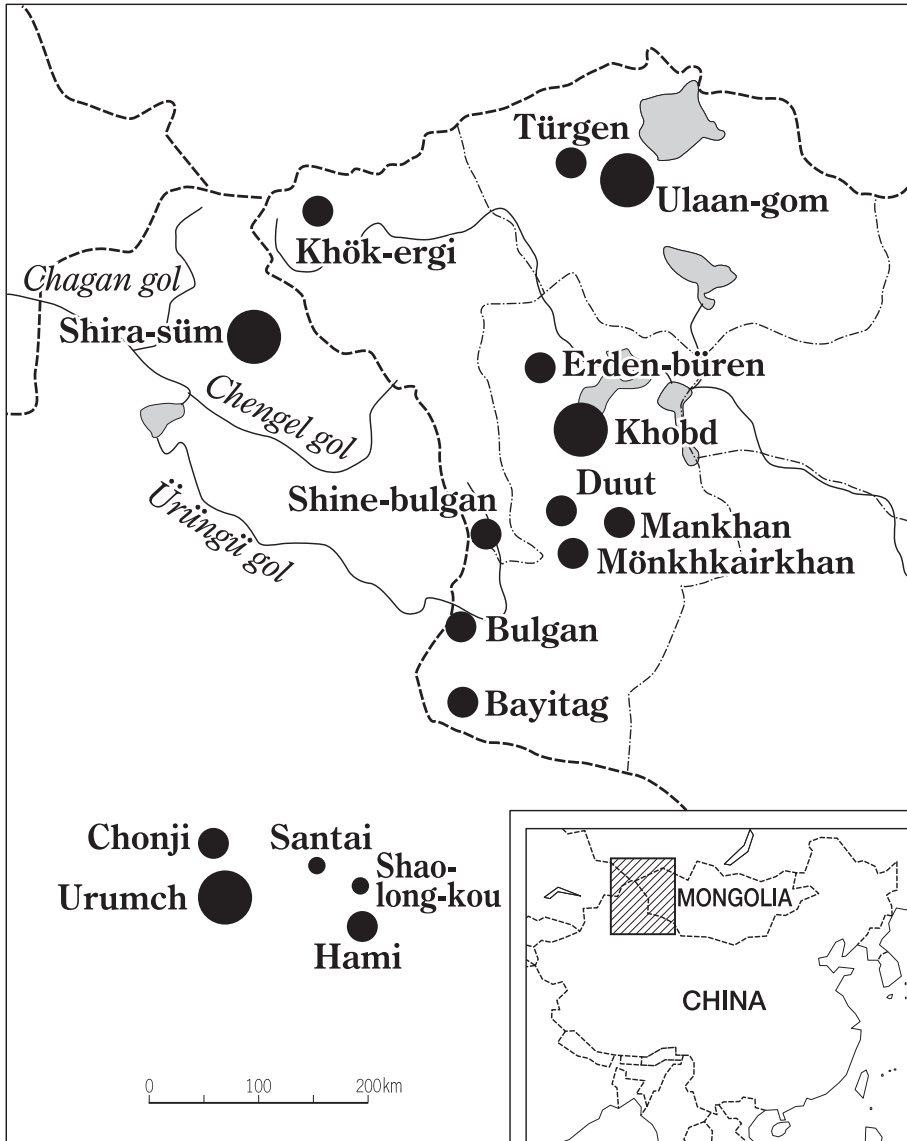 Türgen
Ulaan-gom
Khök-ergi
Chagan gol
Shira-süm
Erden-büren
Chengel gol
Khobd
Duut
Shine-bulgan
Mankhan
Ürüngü gol
Mönkhkairkhan
Bulgan
Bayitag
Chonji
Santai
Shao-
long-kou
Urumch
Hami
MONGOLIA
CHINA
0 100 200km